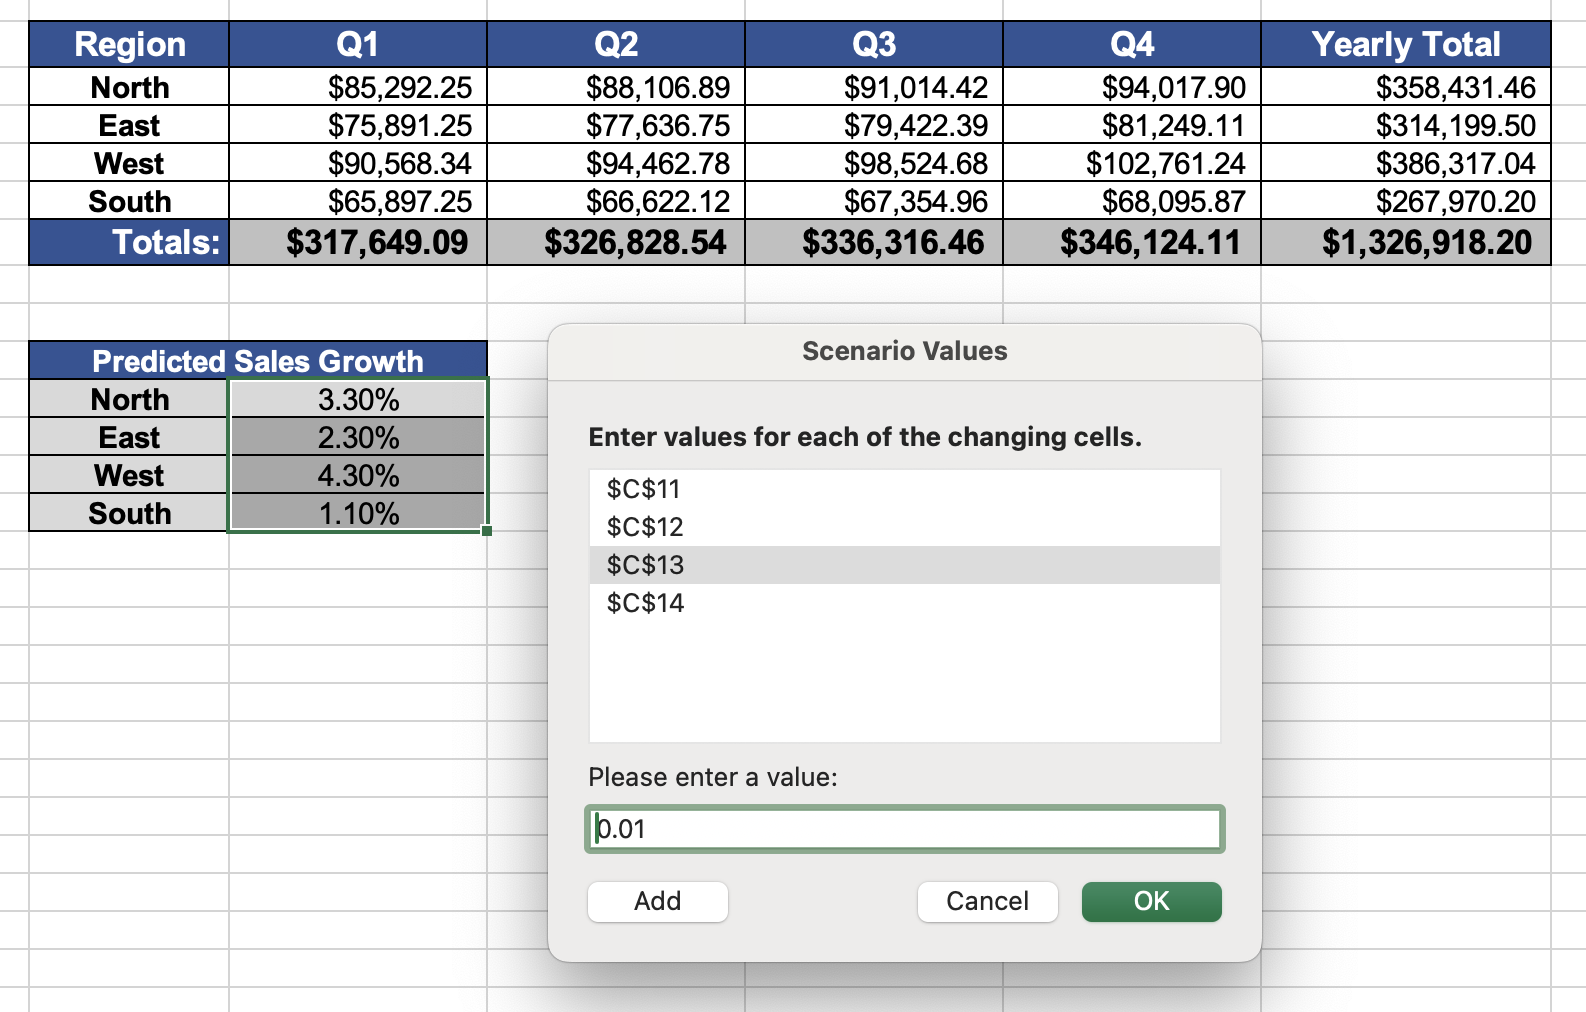 Region Q1 Q2 Q3 Q4 Yearly Total
North $85,292.25 $88,106.89 $91,014.42 $94,017.90 $358,431.46
East $75,891.25 $77,636.75 $79,422.39 $81,249.11 $314,199.50
West $90,568.34 $94,462.78 $98,524.68 $102,761.24 $386,317.04
South $65,897.25 $66,622.12 $67,354.96 $68,095.87 $267,970.20
Totals: $317,649.09 $326,828.54 $336,316.46 $346,124.11 $1,326,918.20
Predicted Sales Growth
North 3.30%
East 2.30%
West 4.30%
South 1.10%
Scenario Values
Enter values for each of the changing cells.
$C$11
$C$12
$C$13
$C$14
Please enter a value:
0.01
Add Cancel OK